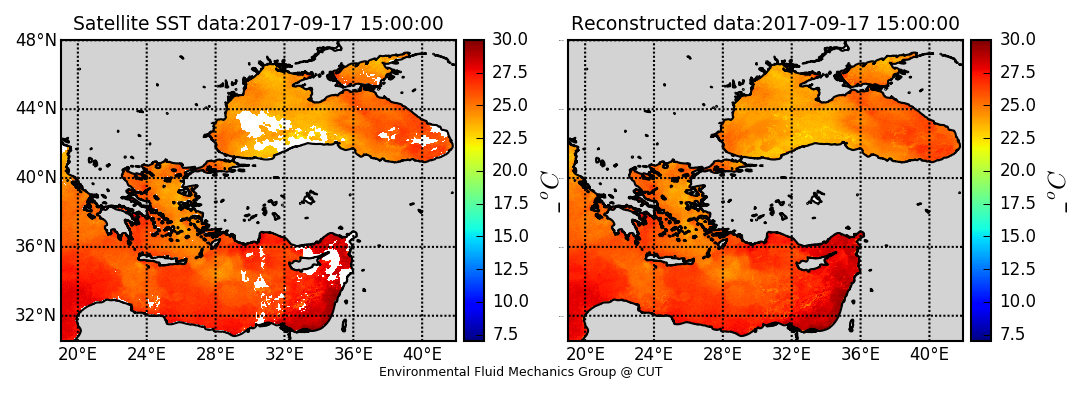 Satellite SST data:2017-09-17 15:00:00
48°N
44°N
40°N
36°N
32°N
20°E 24°E 28°E 32°E 36°E 40°E
30.0
27.5
25.0
22.5
20.0
17.5
15.0
12.5
10.0
7.5
_°C
Reconstructed data:2017-09-17 15:00:00
20°E 24°E 28°E 32°E 36°E 40°E
30.0
27.5
25.0
22.5
20.0
17.5
15.0
12.5
10.0
7.5
_°C
Environmental Fluid Mechanics Group @ CUT